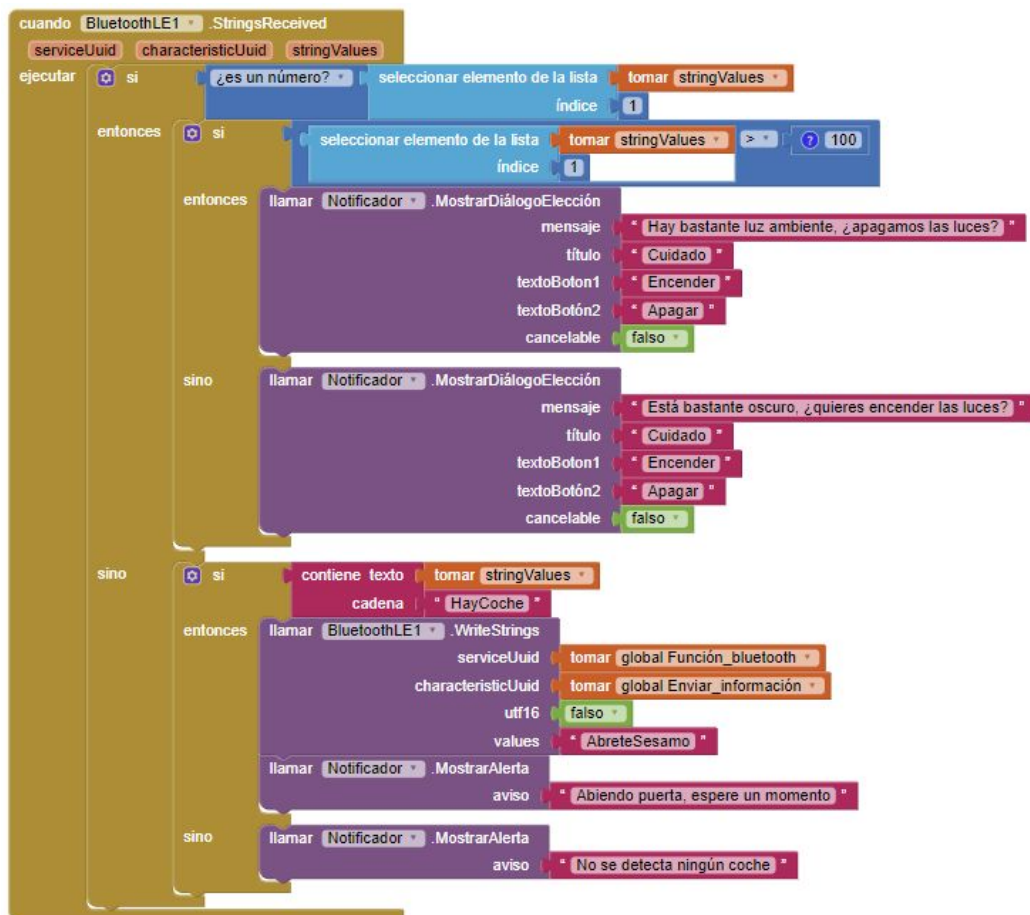 cuando BluetoothLE1 .StringsReceived
serviceUuid characteristicUuid stringValues
ejecutar si ¿es un número? seleccionar elemento de la lista tomar stringValues
índice 1
entonces si seleccionar elemento de la lista tomar stringValues > 100
índice 1
entonces llamar Notificador .MostrarDiálogoElección
mensaje " Hay bastante luz ambiente, ¿apagamos las luces? "
título " Cuidado "
textoBoton1 " Encender "
textoBotón2 " Apagar "
cancelable falso
sino llamar Notificador .MostrarDiálogoElección
mensaje " Está bastante oscuro, ¿quieres encender las luces? "
título " Cuidado "
textoBoton1 " Encender "
textoBotón2 " Apagar "
cancelable falso
sino si contiene texto tomar stringValues
cadena " HayCoche "
entonces llamar BluetoothLE1 .WriteStrings
serviceUuid tomar global Función_bluetooth
characteristicUuid tomar global Enviar_información
utf16 falso
values " AbreteSesamo "
llamar Notificador .MostrarAlerta
aviso " Abiendo puerta, espere un momento "
sino llamar Notificador .MostrarAlerta
aviso " No se detecta ningún coche "